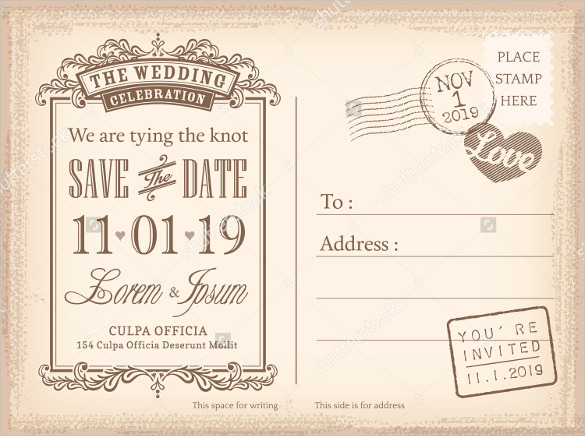 THE WEDDING
CELEBRATION
We are tying the knot
SAVE The DATE
11 ♥ 01 ♥ 19
Lorem & Ipsum
CULPA OFFICIA
154 Culpa Officia Deserunt Mollit
This space for writing
PLACE
STAMP
HERE
NOV
1
2019
Love
To :
Address :
YOU'RE
INVITED
11.1.2019
This side is for address